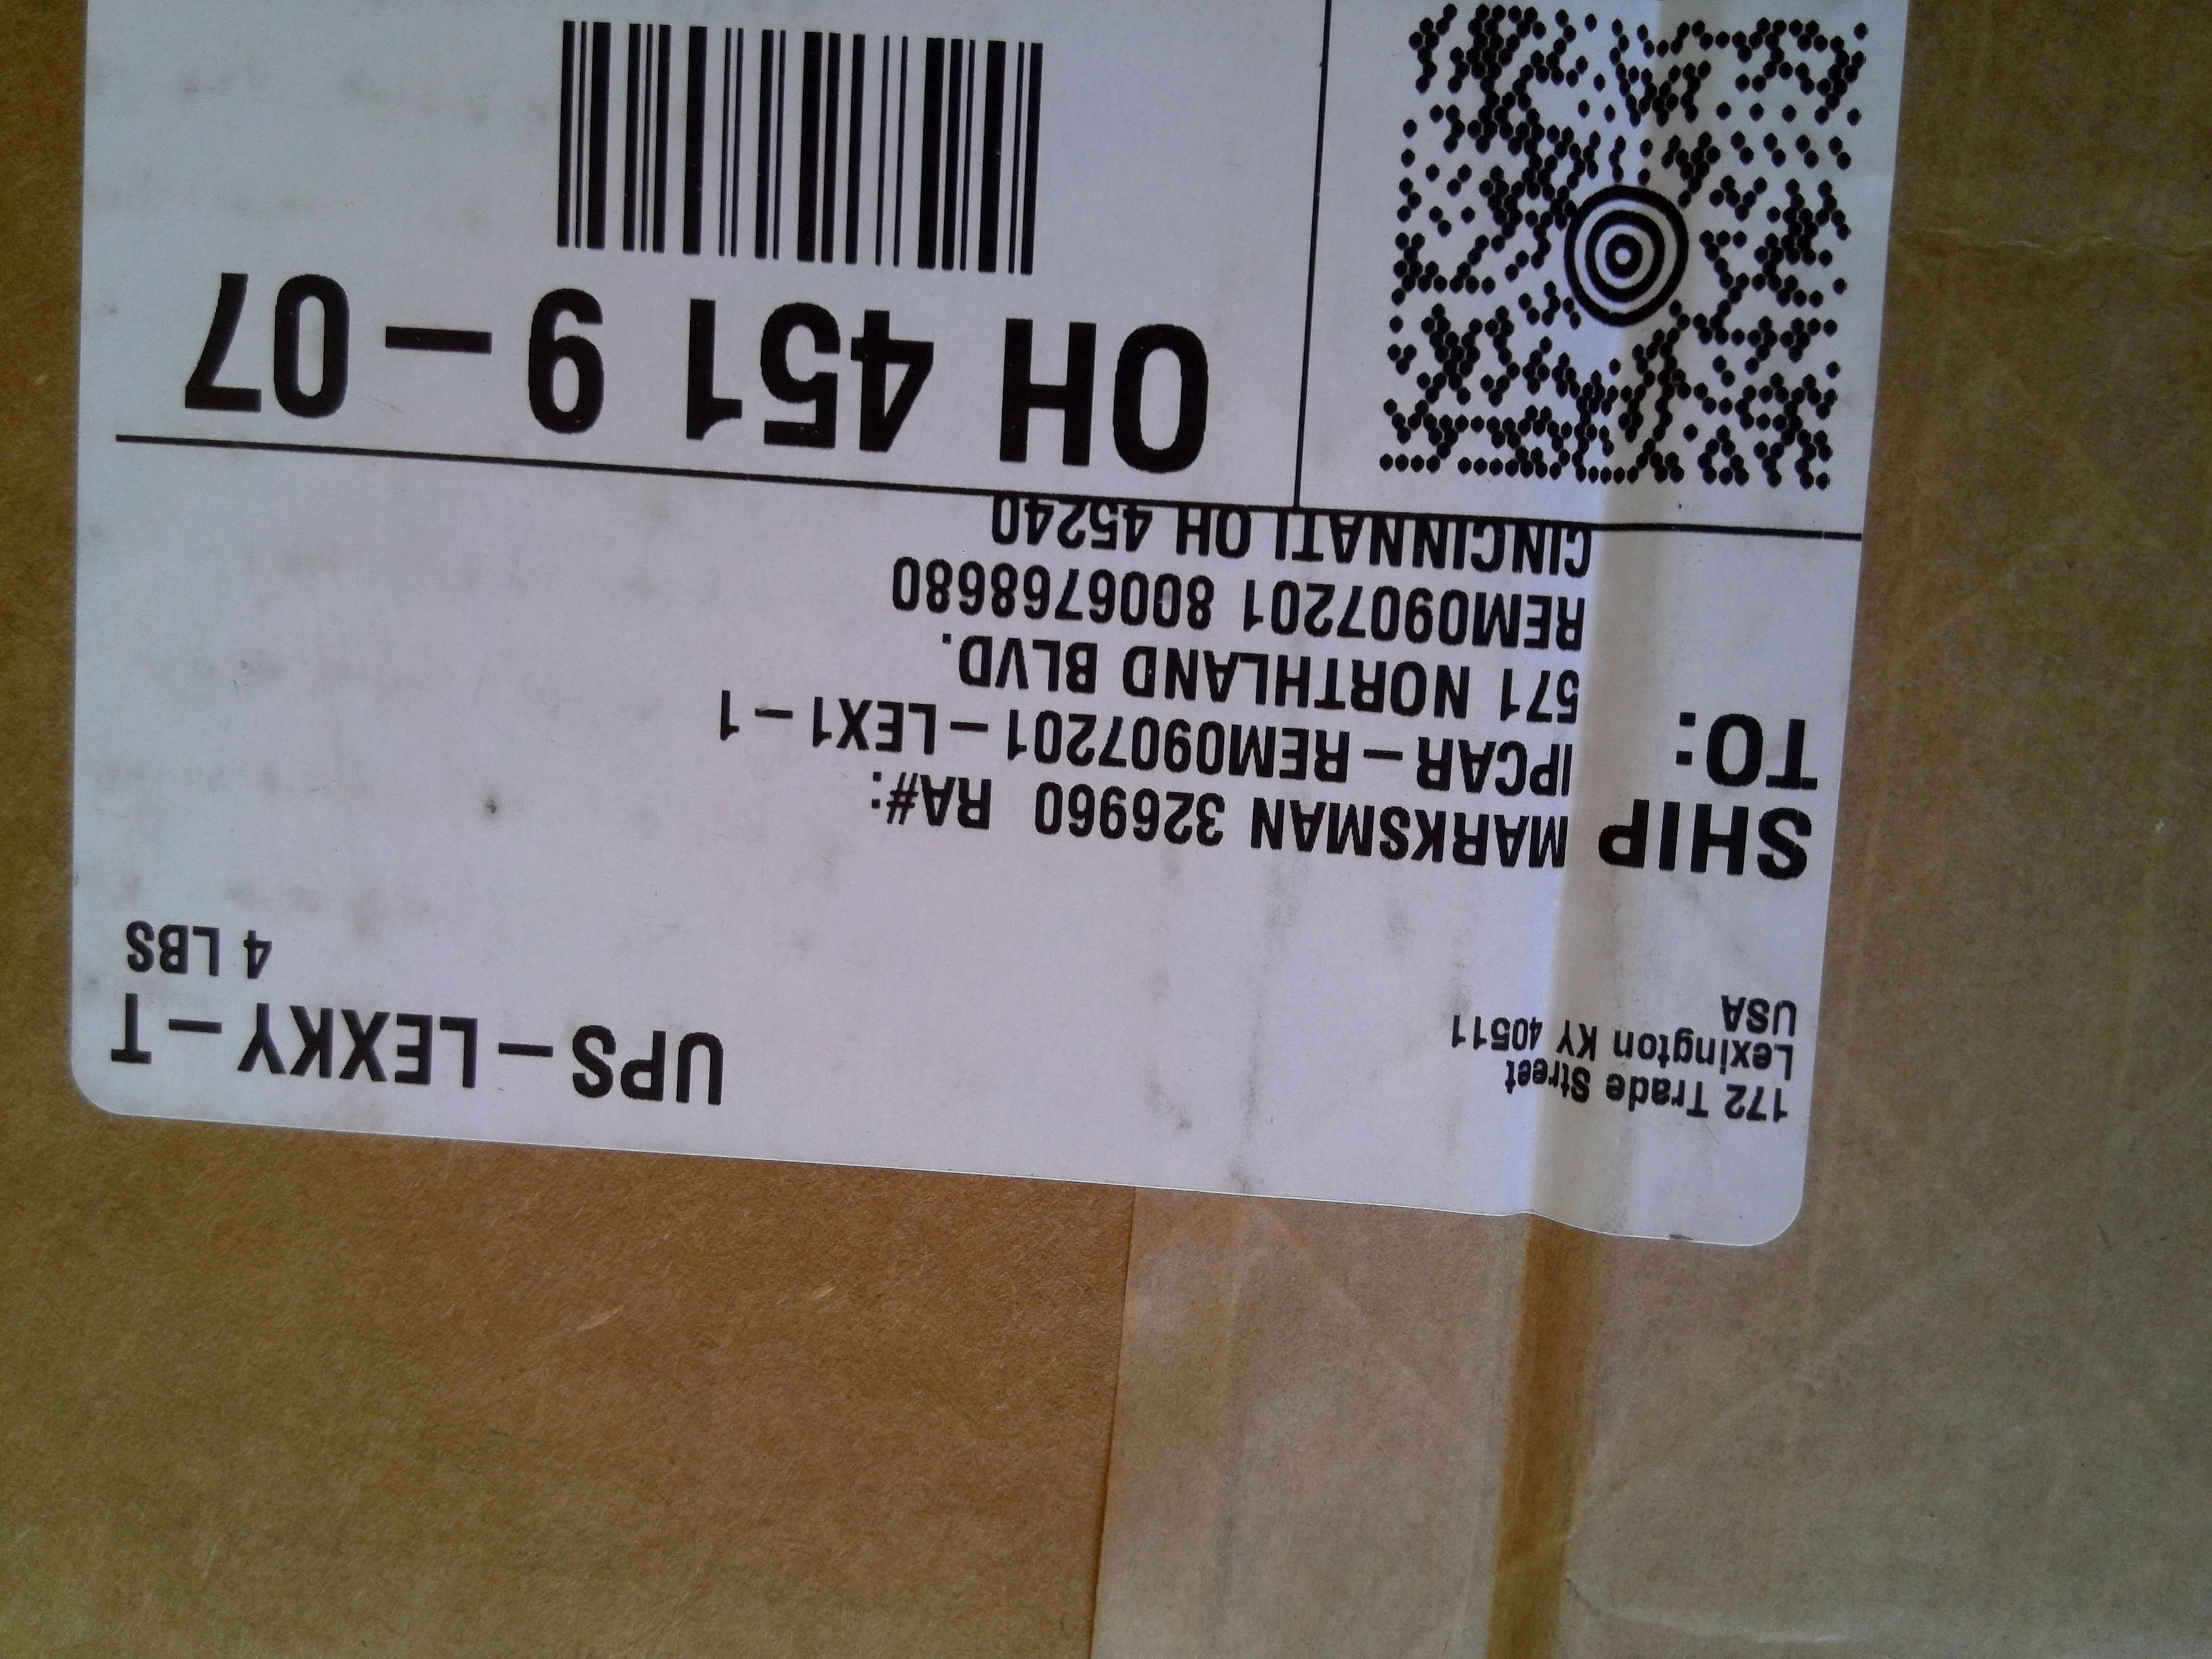 172 Trade Street
Lexington KY 40511
USA
UPS-LEXKY-T
4 LBS
SHIP
TO:
MARKSMAN 326960 RA#:
IPCAR-REM0907201-LEX1-1
571 NORTHLAND BLVD.
REM0907201 8006768680
CINCINNATI OH 45240
OH 451 9-07